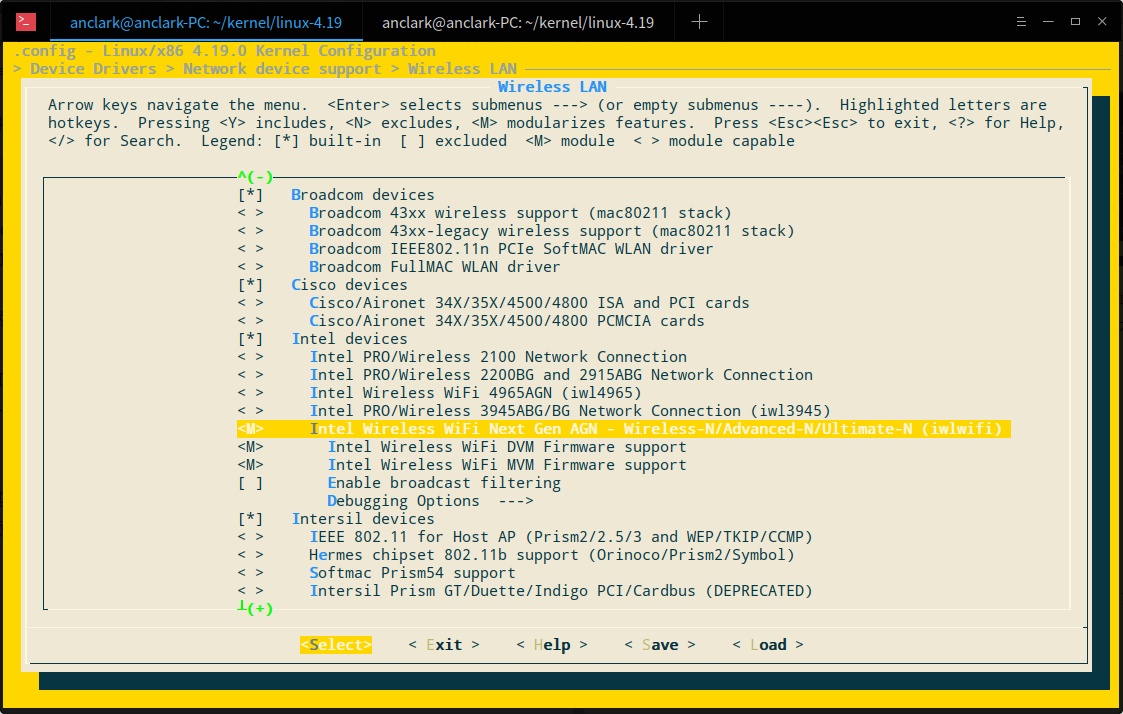 anclark@anclark-PC: ~/kernel/linux-4.19 anclark@anclark-PC: ~/kernel/linux-4.19
.config - Linux/x86 4.19.0 Kernel Configuration
> Device Drivers > Network device support > Wireless LAN
Wireless LAN
Arrow keys navigate the menu.  <Enter> selects submenus ---> (or empty submenus ----).  Highlighted letters are
hotkeys.  Pressing <Y> includes, <N> excludes, <M> modularizes features.  Press <Esc><Esc> to exit, <?> for Help,
</> for Search.  Legend: [*] built-in  [ ] excluded  <M> module  < > module capable
^(-)
[*]   Broadcom devices
< >     Broadcom 43xx wireless support (mac80211 stack)
< >     Broadcom 43xx-legacy wireless support (mac80211 stack)
< >     Broadcom IEEE802.11n PCIe SoftMAC WLAN driver
< >     Broadcom FullMAC WLAN driver
[*]   Cisco devices
< >     Cisco/Aironet 34X/35X/4500/4800 ISA and PCI cards
< >     Cisco/Aironet 34X/35X/4500/4800 PCMCIA cards
[*]   Intel devices
< >     Intel PRO/Wireless 2100 Network Connection
< >     Intel PRO/Wireless 2200BG and 2915ABG Network Connection
< >     Intel Wireless WiFi 4965AGN (iwl4965)
< >     Intel PRO/Wireless 3945ABG/BG Network Connection (iwl3945)
<M>     Intel Wireless WiFi Next Gen AGN - Wireless-N/Advanced-N/Ultimate-N (iwlwifi)
<M>       Intel Wireless WiFi DVM Firmware support
<M>       Intel Wireless WiFi MVM Firmware support
[ ]       Enable broadcast filtering
Debugging Options  --->
[*]   Intersil devices
< >     IEEE 802.11 for Host AP (Prism2/2.5/3 and WEP/TKIP/CCMP)
< >     Hermes chipset 802.11b support (Orinoco/Prism2/Symbol)
< >     Softmac Prism54 support
< >     Intersil Prism GT/Duette/Indigo PCI/Cardbus (DEPRECATED)
┴(+)
<Select>    < Exit >    < Help >    < Save >    < Load >